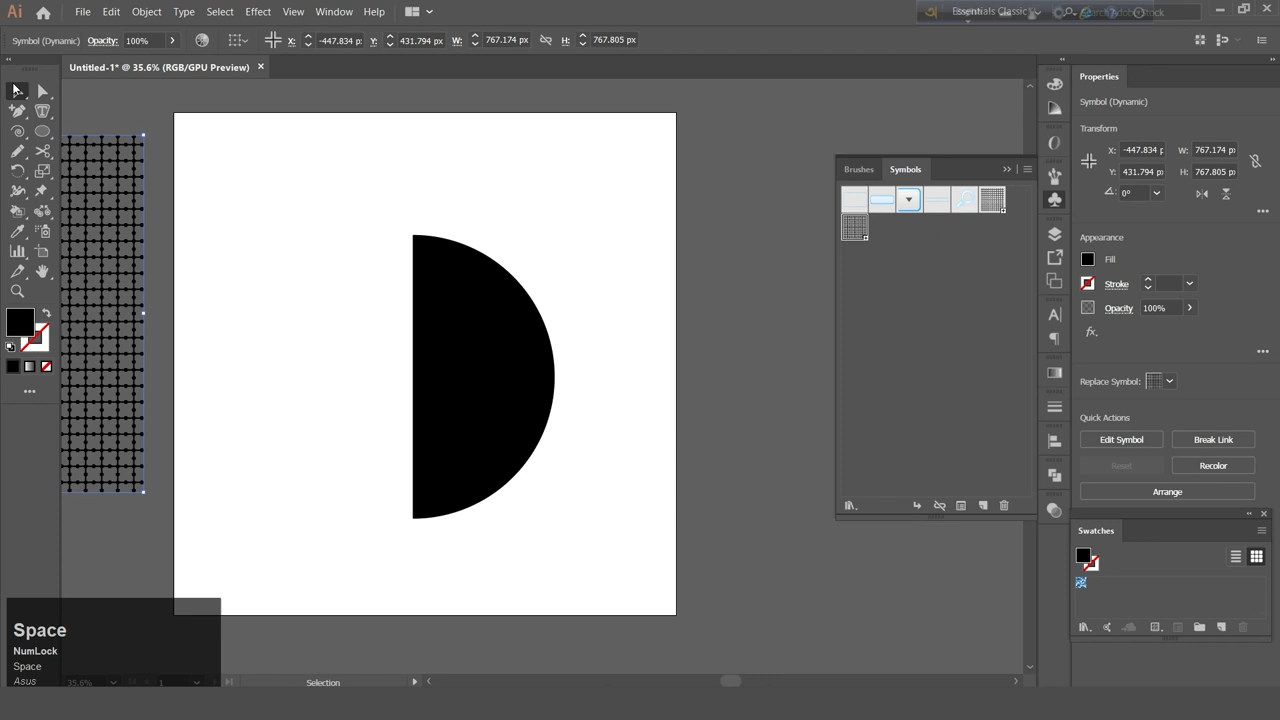 Ai File Edit Object Type Select Effect View Window Help Essentials Classic
Symbol (Dynamic) Opacity: 100% X: -447.834 p: Y: 431.794 p: W: 767.174 px H: 767.805 px
Untitled-1* @ 35.6% (RGB/GPU Preview)
Properties
Symbol (Dynamic)
Transform
X: -447.834 p W: 767.174 px
Y: 431.794 p H: 767.805 px
0°
Brushes Symbols
Appearance
Fill
Stroke
Opacity 100%
fx.
Replace Symbol:
Quick Actions
Edit Symbol Break Link
Reset Recolor
Arrange
Swatches
Space
NumLock
Space
Asus
35.6% 1 Selection